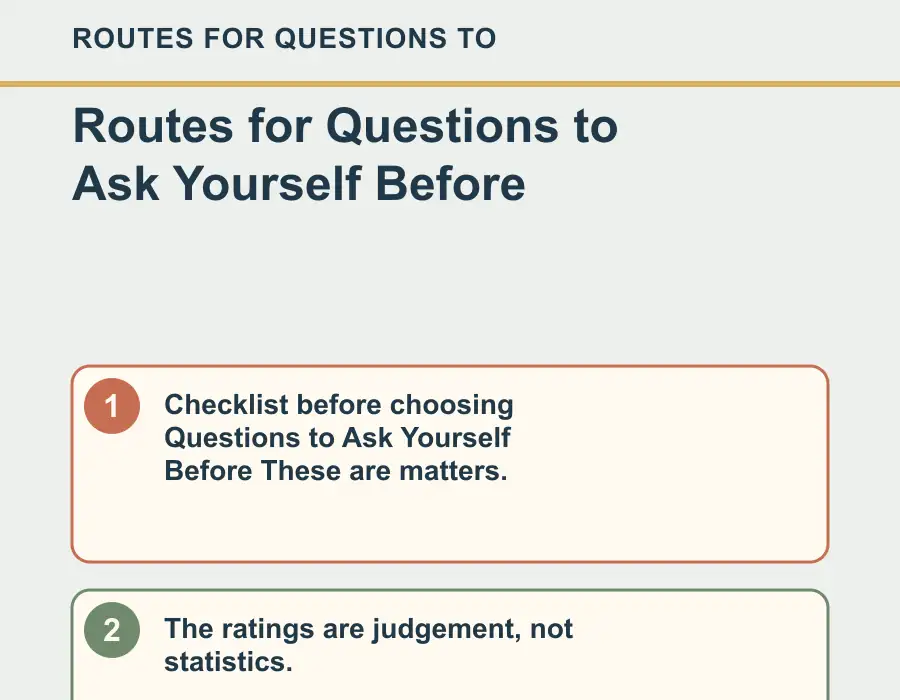 ROUTES FOR QUESTIONS TO
Routes for Questions to
Ask Yourself Before
1
Checklist before choosing
Questions to Ask Yourself
Before These are matters.
2
The ratings are judgement, not
statistics.